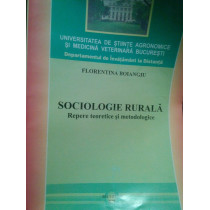 UNIVERSITATEA DE ŞTIINŢE AGRONOMICE
ŞI MEDICINĂ VETERINARĂ BUCUREŞTI
Departamentul de Învăţământ la Distanţă
FLORENTINA BOJANGIU
SOCIOLOGIE RURALĂ
Repere teoretice şi metodologice